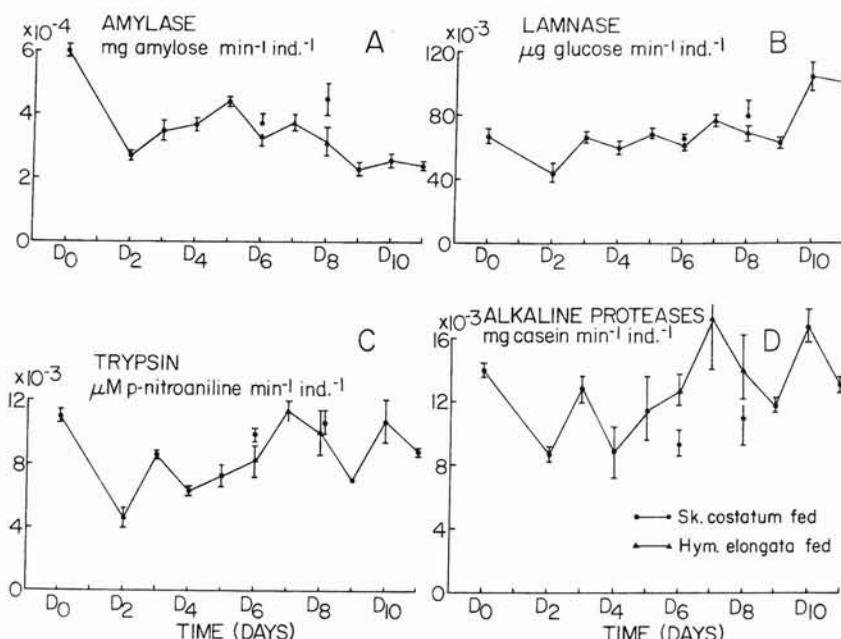 AMYLASE
mg amylose min-1 ind.-1
A
x10-4
6
4
2
0
D0 D2 D4 D6 D8 D10
LAMNASE
μg glucose min-1 ind.-1
B
x10-3
120
80
40
0
D0 D2 D4 D6 D8 D10
TRYPSIN
μM p-nitroaniline min-1 ind.-1
C
x10-3
12
8
4
000
D0 D2 D4 D6 D8 D10
TIME (DAYS)
ALKALINE PROTEASES
mg casein min-1 ind.-1
D
x10-3
16
12
8
000
Sk. costatum fed
Hym. elongata fed
D0 D2 D4 D6 D8 D10
TIME (DAYS)